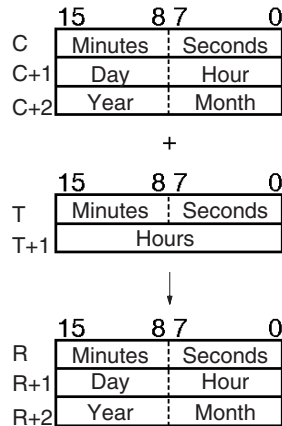 15 8 7 0
C Minutes Seconds
C+1 Day Hour
C+2 Year Month
+
15 8 7 0
T Minutes Seconds
T+1 Hours
15 8 7 0
R Minutes Seconds
R+1 Day Hour
R+2 Year Month